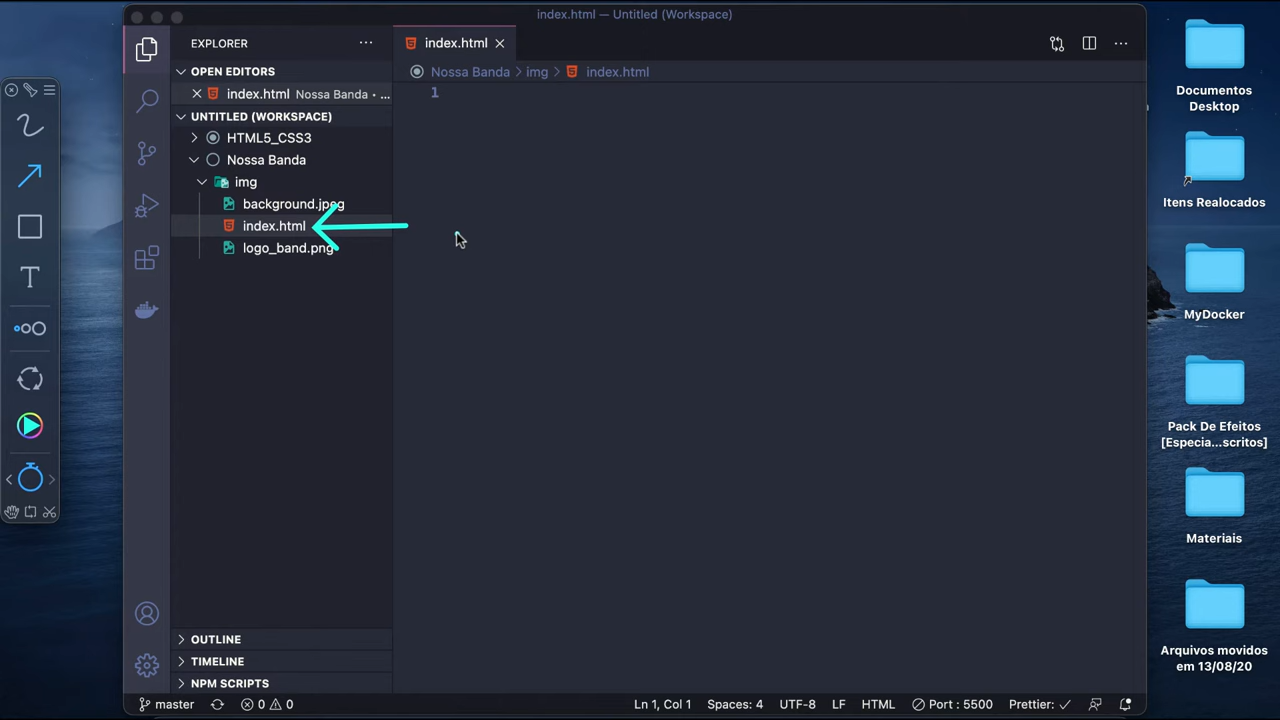 index.html — Untitled (Workspace)
EXPLORER
index.html
OPEN EDITORS
Nossa Banda > img > index.html
index.html Nossa Banda • ...
UNTITLED (WORKSPACE)
1
HTML5_CSS3
Nossa Banda
img
background.jpeg
index.html
logo_band.png
T
OUTLINE
TIMELINE
NPM SCRIPTS
master
0
0
Ln 1, Col 1
Spaces: 4
UTF-8
LF
HTML
Port : 5500
Prettier: ✓
Documentos
Desktop
Itens Realocados
MyDocker
Pack De Efeitos
[Especia...scritos]
Materiais
Arquivos movidos
em 13/08/20